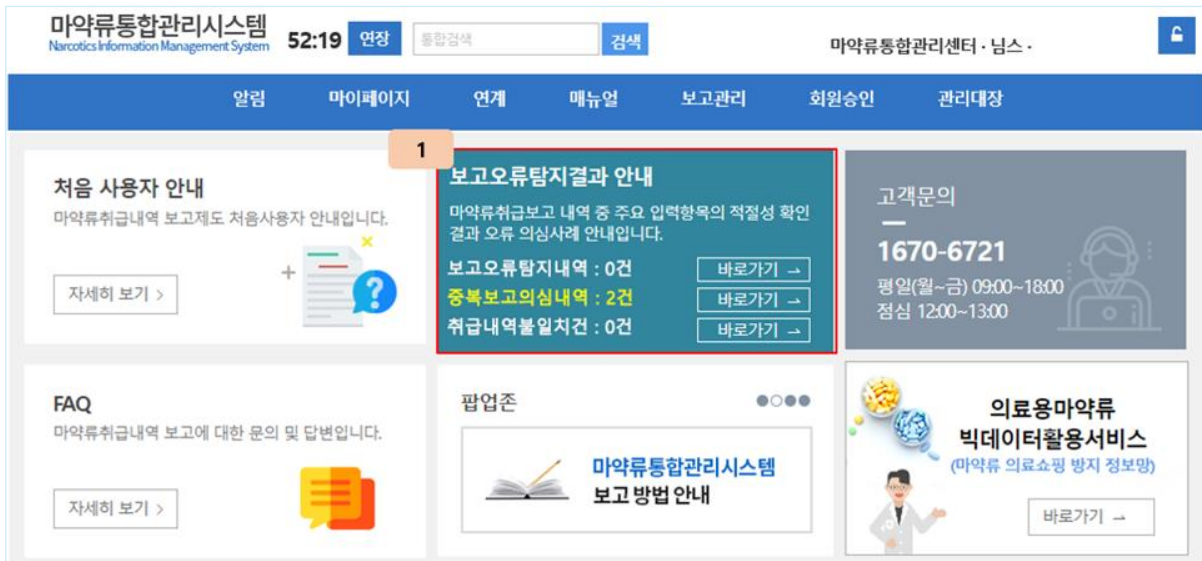 마약류통합관리시스템
Narcotics Information Management System
52:19 연장 통합검색 검색
마약류통합관리센터 · 님스 ·
알림 마이페이지 연계 매뉴얼 보고관리 회원승인 관리대장
처음 사용자 안내
마약류취급내역 보고제도 처음사용자 안내입니다.
자세히 보기 >
1
보고오류탐지결과 안내
마약류취급보고 내역 중 주요 입력항목의 적절성 확인
결과 오류 의심사례 안내입니다.
보고오류탐지내역 : 0건 바로가기 →
중복보고의심내역 : 2건 바로가기 →
취급내역불일치건 : 0건 바로가기 →
고객문의
1670-6721
평일(월~금) 09:00~18:00
점심 12:00~13:00
FAQ
마약류취급내역 보고에 대한 문의 및 답변입니다.
자세히 보기 >
팝업존
마약류통합관리시스템
보고 방법 안내
의료용마약류
빅데이터활용서비스
(마약류 의료쇼핑 방지 정보망)
바로가기 →